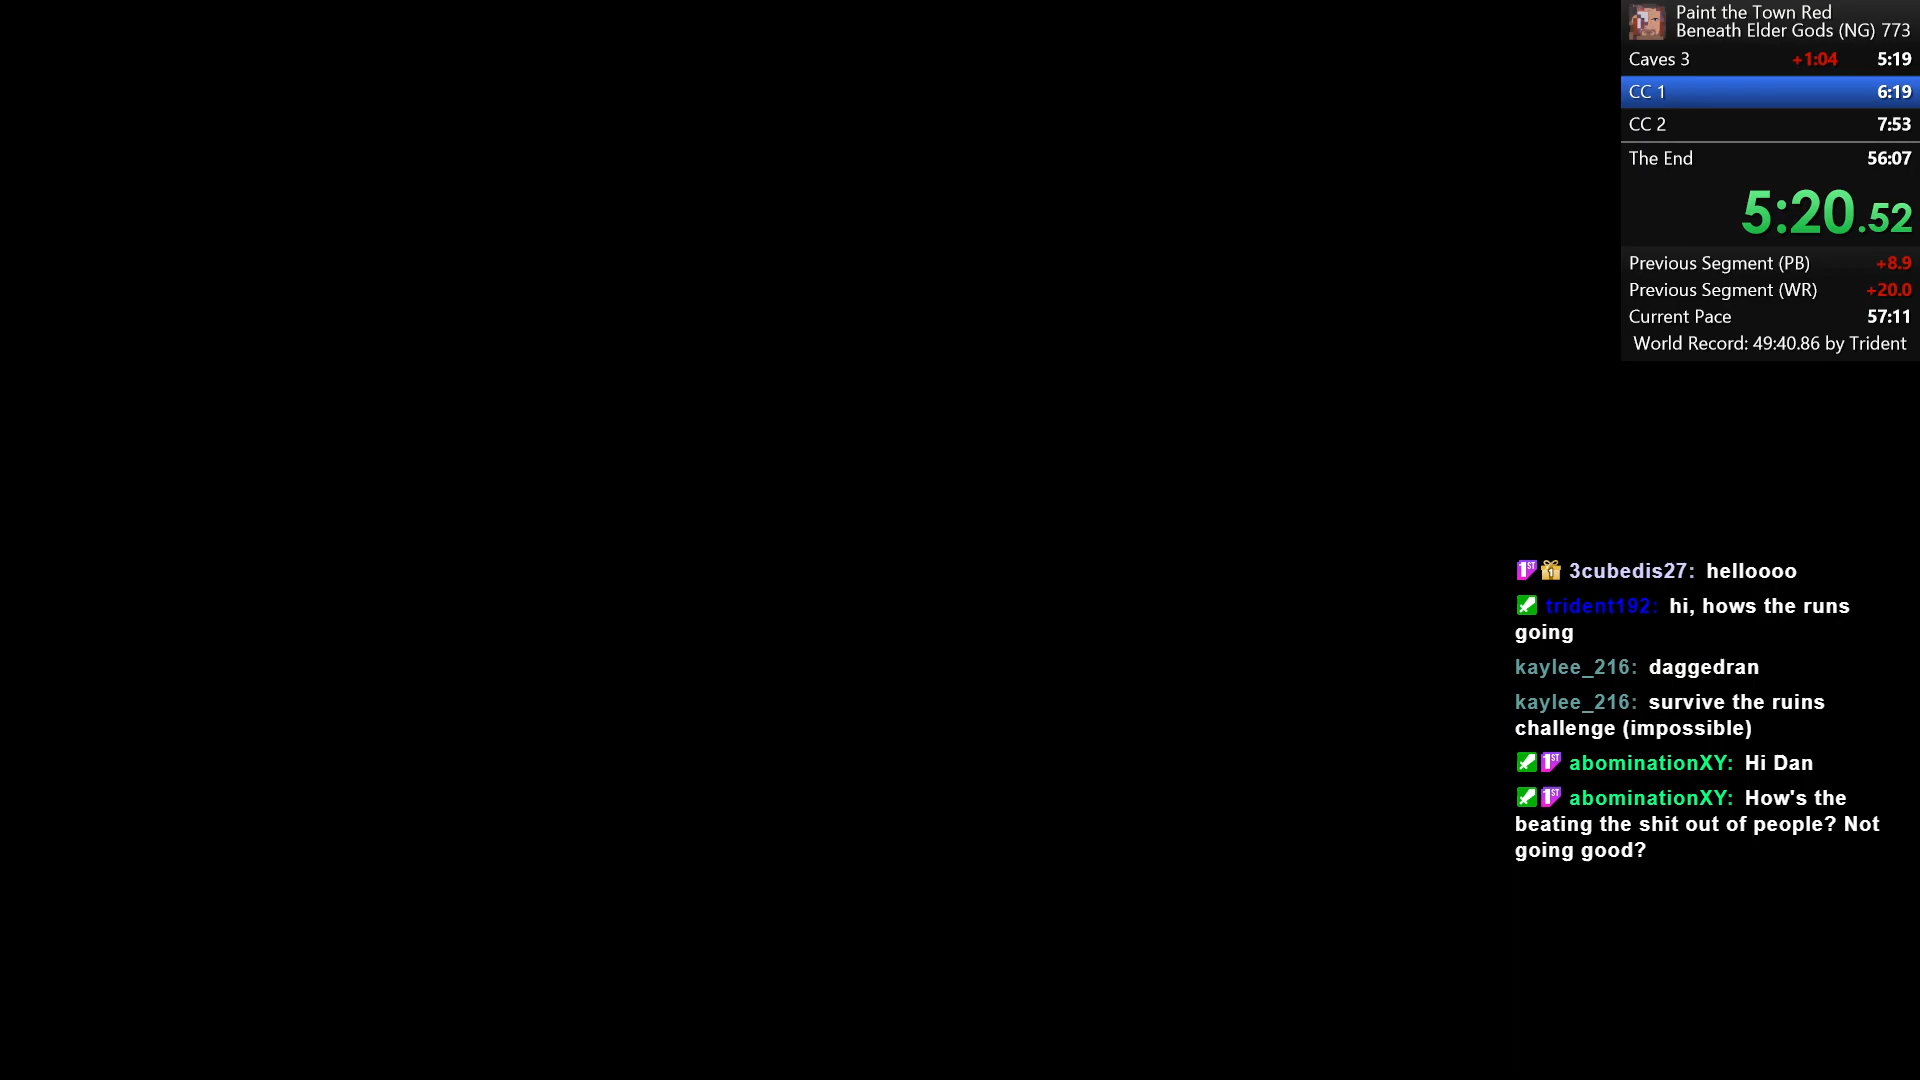 Paint the Town Red
Beneath Elder Gods (NG) 773
Caves 3 +1:04 5:19
CC 1 6:19
CC 2 7:53
The End 56:07
5:20.52
Previous Segment (PB) +8.9
Previous Segment (WR) +20.0
Current Pace 57:11
World Record: 49:40.86 by Trident
1ST 1 3cubedis27: helloooo
trident192: hi, hows the runs
going
kaylee_216: daggedran
kaylee_216: survive the ruins
challenge (impossible)
1ST abominationXY: Hi Dan
1ST abominationXY: How's the
beating the shit out of people? Not
going good?